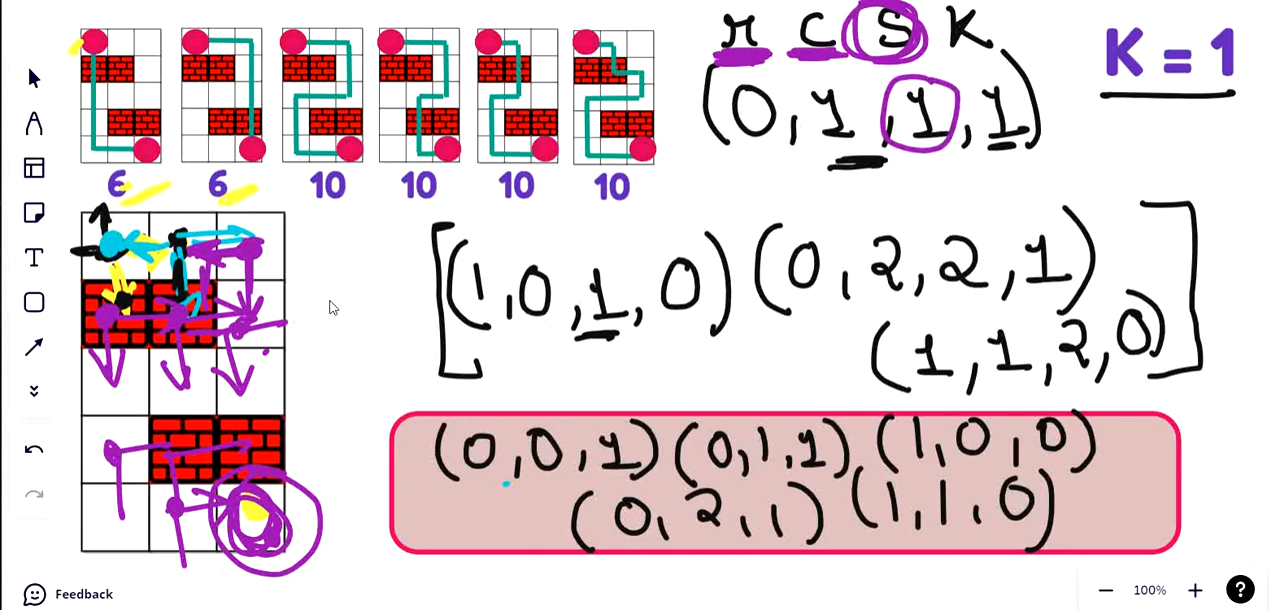 r c s k
K = 1
(0, 1, 1, 1)
6 6 10 10 10 10
[(1, 0, 1, 0) (0, 2, 2, 1)
(1, 1, 2, 0)]
(0, 0, 1) (0, 1, 1), (1, 0, 0)
(0, 2, 1) (1, 1, 0)
Feedback
100%